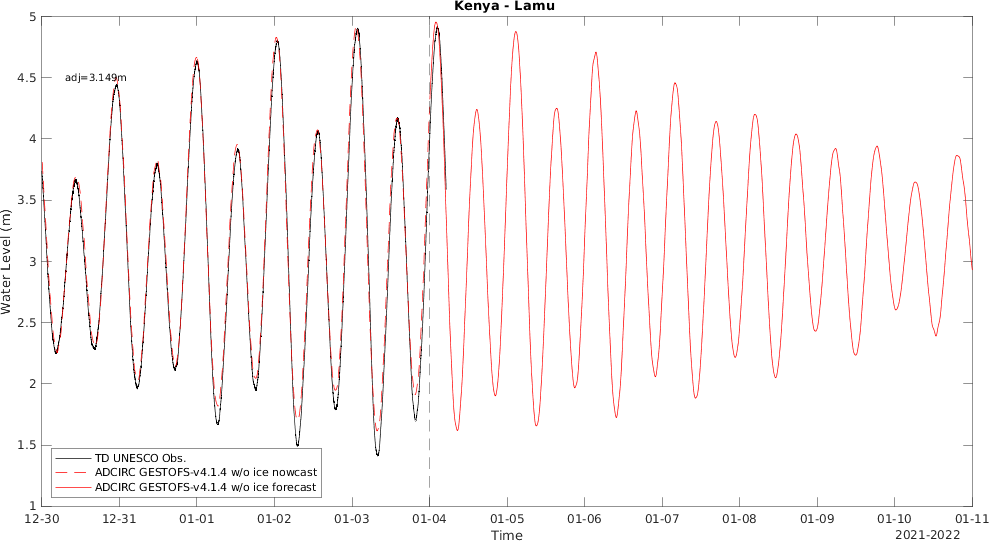 Kenya - Lamu
5
4.5
4
3.5
3
2.5
2
1.5
1
Water Level (m)
adj=3.149m
TD UNESCO Obs.
ADCIRC GESTOFS-v4.1.4 w/o ice nowcast
ADCIRC GESTOFS-v4.1.4 w/o ice forecast
12-30 12-31 01-01 01-02 01-03 01-04 01-05 01-06 01-07 01-08 01-09 01-10 01-11
Time
2021-2022